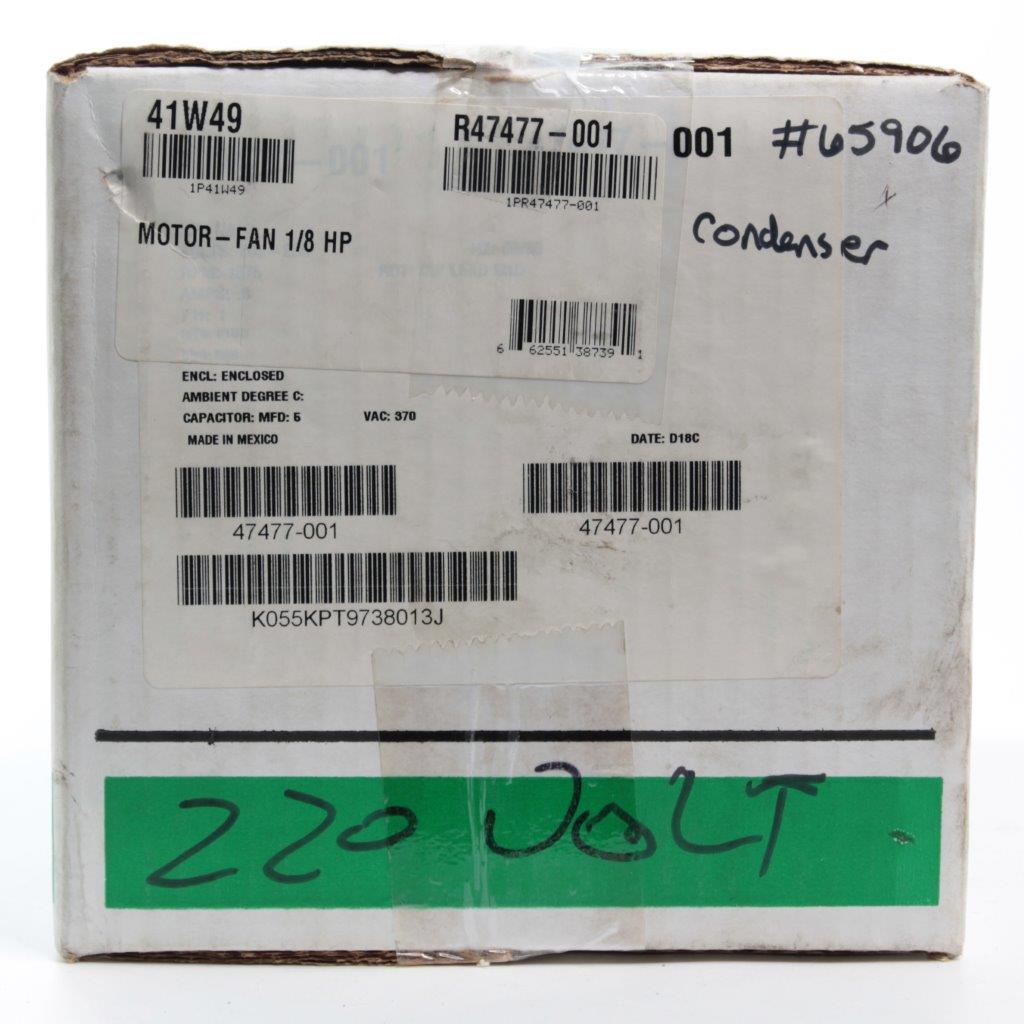 41W49
1P41W49
R47477-001
1PR47477-001
001
#65906
MOTOR-FAN 1/8 HP
Condenser
6 62551 38739 1
ENCL: ENCLOSED
AMBIENT DEGREE C:
CAPACITOR: MFD: 5 VAC: 370
MADE IN MEXICO
DATE: D18C
47477-001
47477-001
K055KPT9738013J
220 VOLT